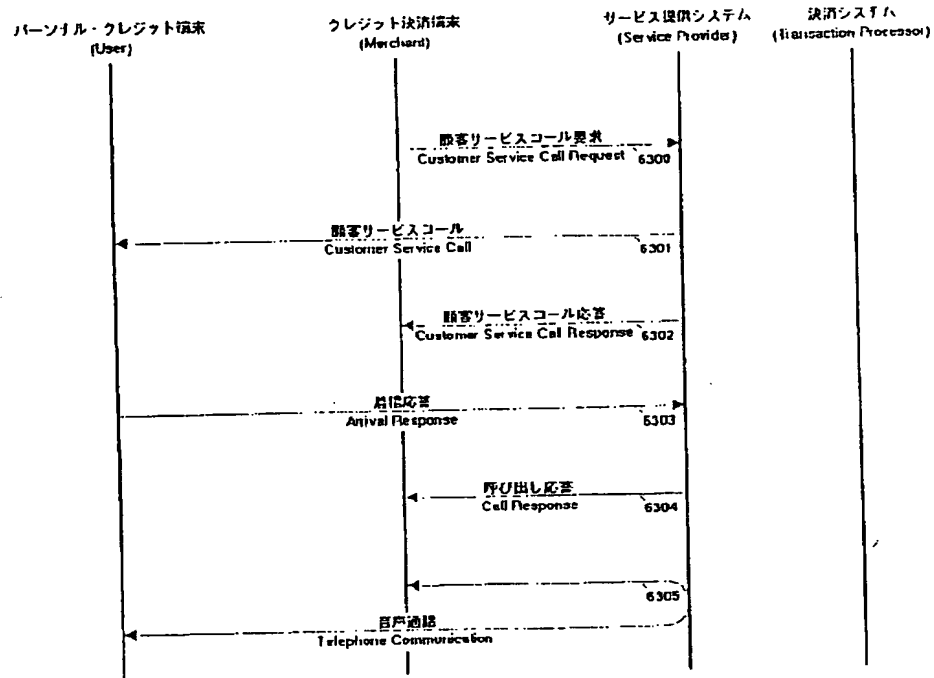 パーソナル・クレジット端末
(User)
クレジット決済端末
(Merchant)
サービス提供システム
(Service Provider)
決済システム
(Transaction Processor)
顧客サービスコール要求
Customer Service Call Request
6300
顧客サービスコール
Customer Service Call
6301
顧客サービスコール応答
Customer Service Call Response
6302
着信応答
Arrival Response
6303
呼び出し応答
Call Response
6304
6305
音声通話
Telephone Communication